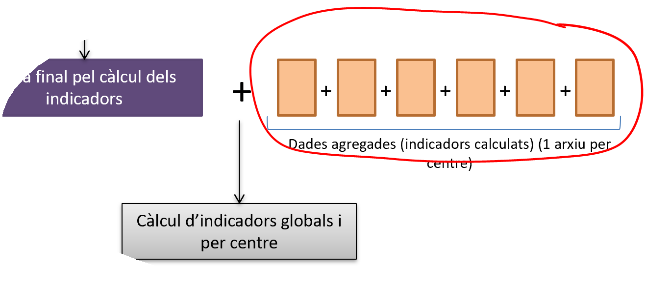 final pel càlcul dels
indicadors
+ + + + + +
Dades agregades (indicadors calculats) (1 arxiu per
centre)
Càlcul d'indicadors globals i
per centre